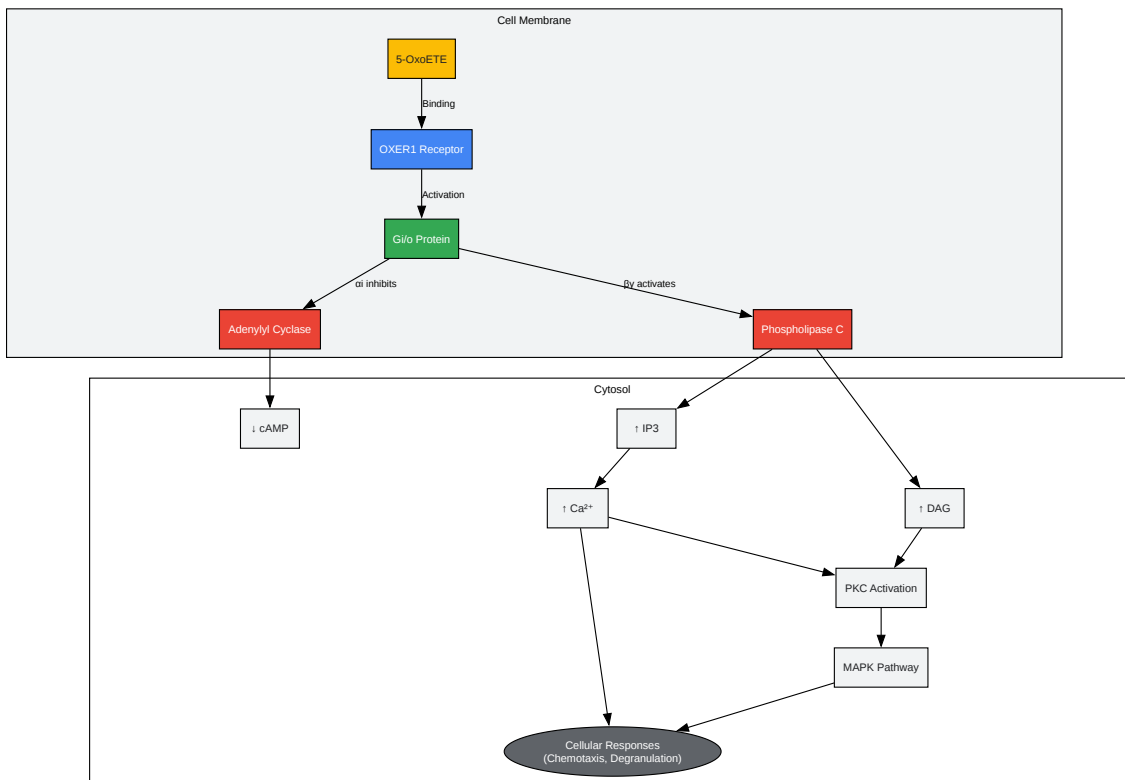 Cell Membrane
5-OxoETE
Binding
OXER1 Receptor
Activation
Gi/o Protein
αi inhibits
βγ activates
Adenylyl Cyclase
Phospholipase C
Cytosol
↓ cAMP
↑ IP3
↑ Ca²⁺
↑ DAG
PKC Activation
MAPK Pathway
Cellular Responses
(Chemotaxis, Degranulation)